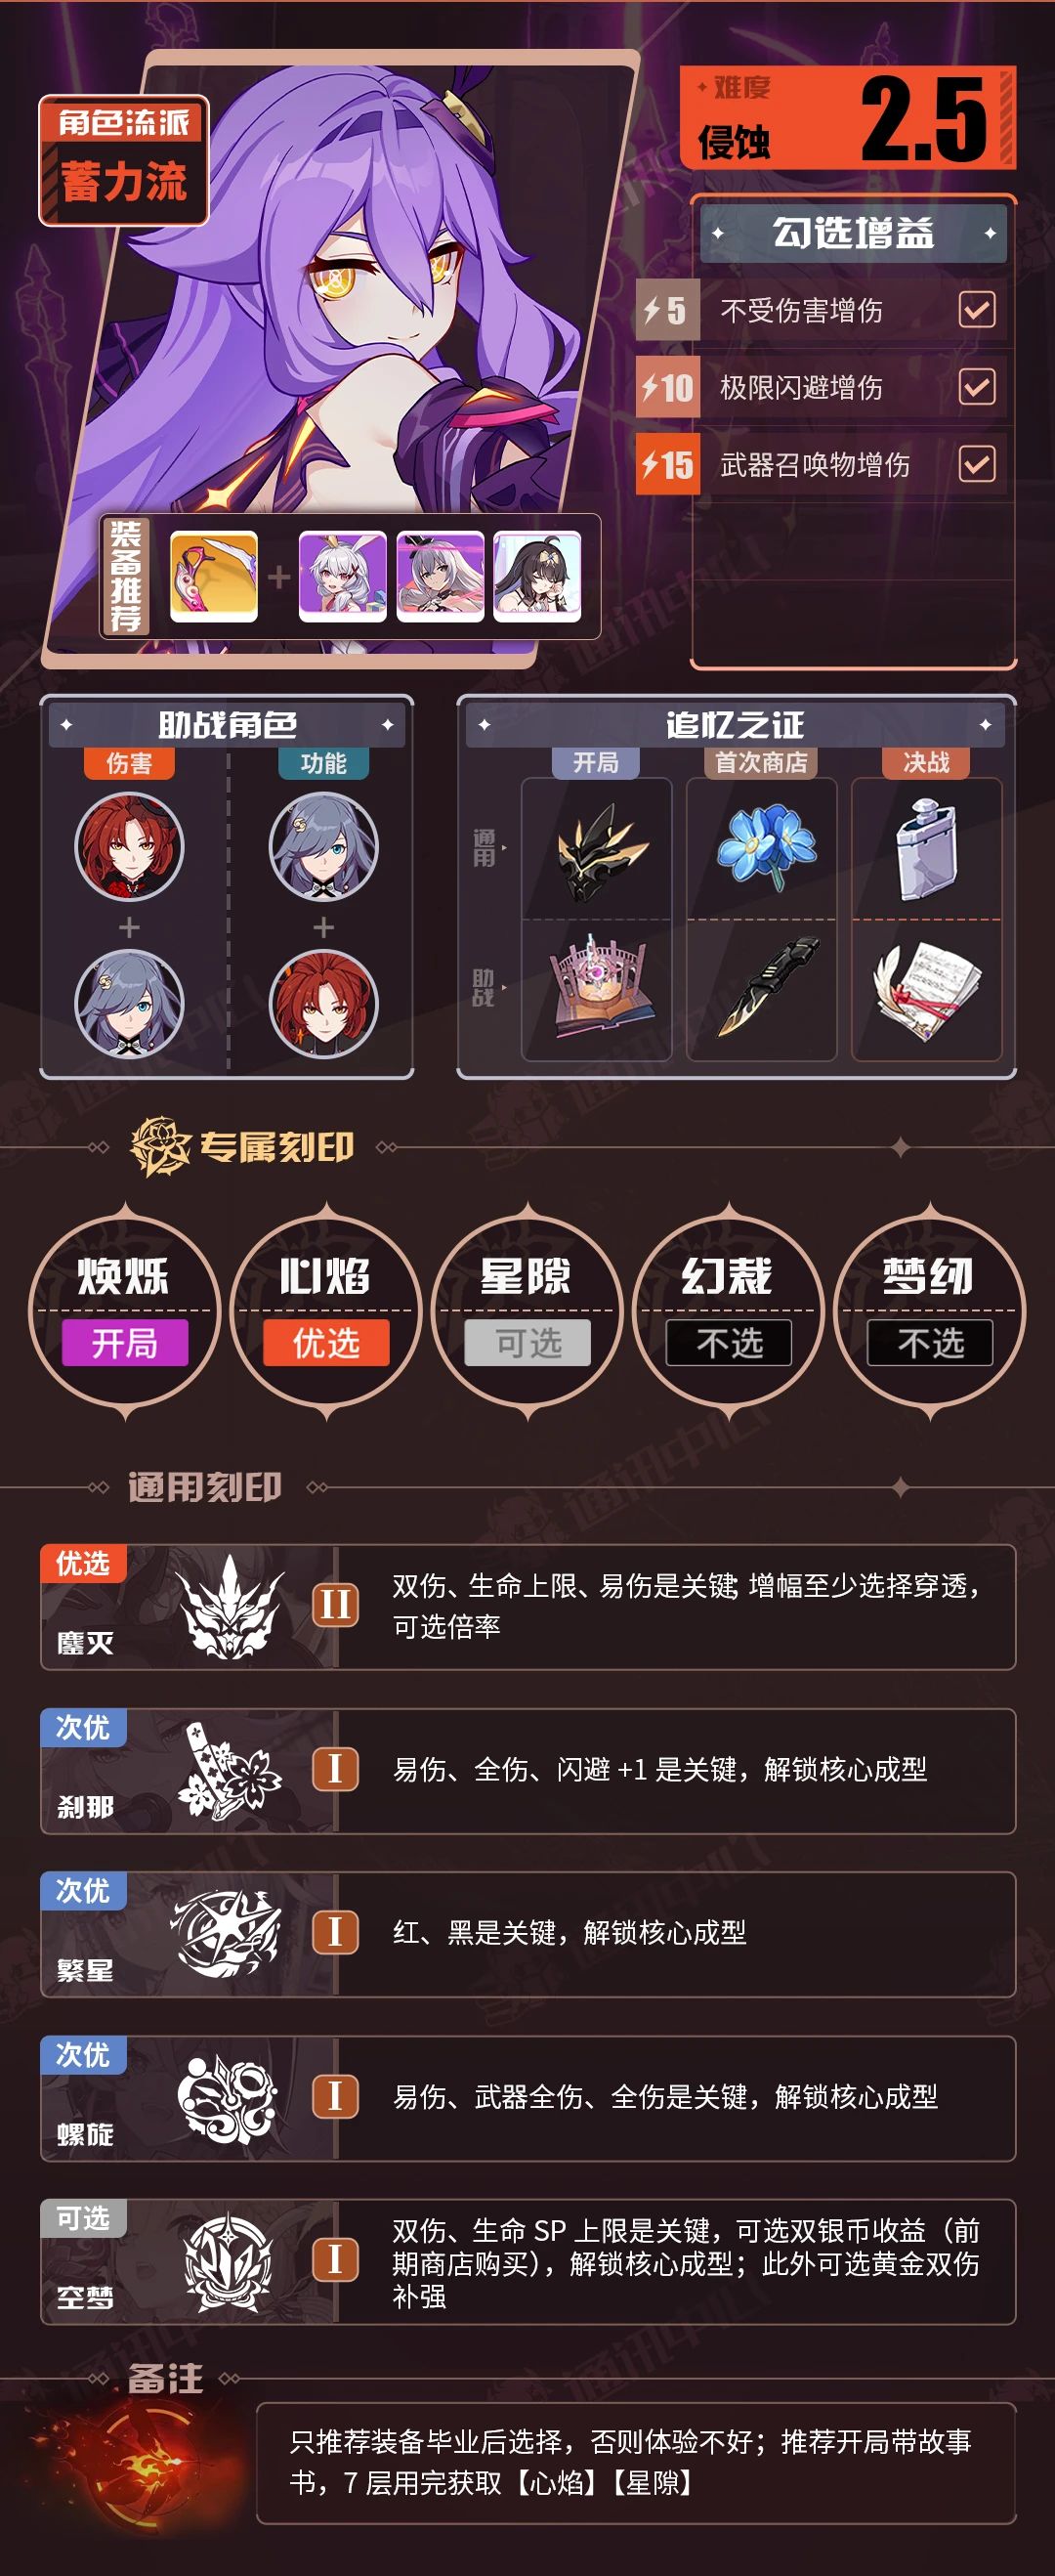 角色流派
蓄力流
难度
侵蚀
2.5
勾选增益
5 不受伤害增伤
10 极限闪避增伤
15 武器召唤物增伤
装备推荐
助战角色
伤害
功能
追忆之证
开局
首次商店
决战
通用
助战
专属刻印
焕烁
开局
心焰
优选
星隙
可选
幻裁
不选
梦纫
不选
通用刻印
优选
鏖灭
II
双伤、生命上限、易伤是关键；增幅至少选择穿透，
可选倍率
次优
刹那
I
易伤、全伤、闪避 +1 是关键，解锁核心成型
次优
繁星
I
红、黑是关键，解锁核心成型
次优
螺旋
I
易伤、武器全伤、全伤是关键，解锁核心成型
可选
空梦
I
双伤、生命 SP 上限是关键，可选双银币收益（前
期商店购买），解锁核心成型；此外可选黄金双伤
补强
备注
只推荐装备毕业后选择，否则体验不好；推荐开局带故事
书，7 层用完获取【心焰】【星隙】
通讯中心